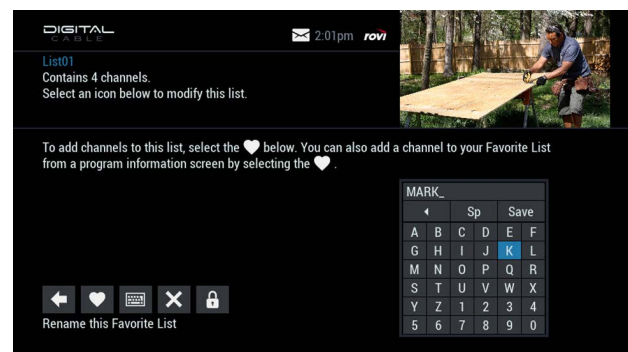 DIGITAL
CABLE
2:01pm rovi
List01
Contains 4 channels.
Select an icon below to modify this list.
To add channels to this list, select the below. You can also add a channel to your Favorite List
from a program information screen by selecting the .
MARK_
Sp Save
A B C D E F
G H I J K L
M N O P Q R
S T U V W X
Y Z 1 2 3 4
5 6 7 8 9 0
Rename this Favorite List